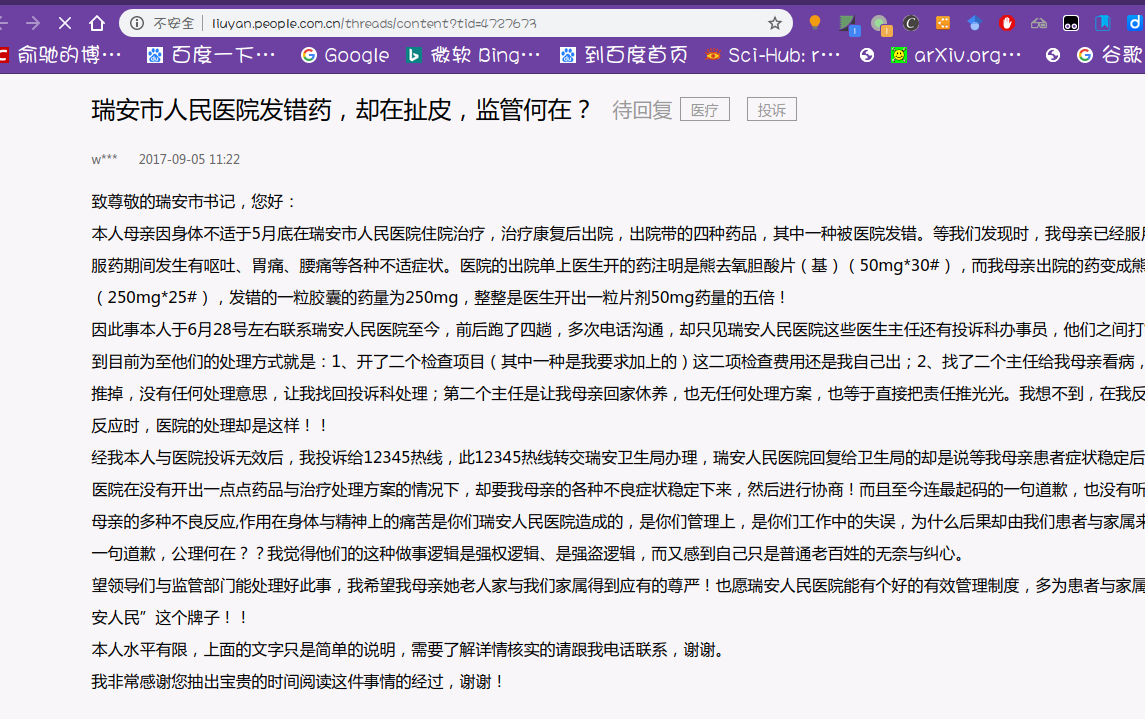 不安全 liuyan.people.com.cn/threads/content?tid=4727673
俞驰的博… 百度一下… Google 微软 Bing… 到百度首页 Sci-Hub: r… arXiv.org… 谷歌
瑞安市人民医院发错药，却在扯皮，监管何在？ 待回复 医疗 投诉
w*** 2017-09-05 11:22
致尊敬的瑞安市书记，您好：
本人母亲因身体不适于5月底在瑞安市人民医院住院治疗，治疗康复后出院，出院带的四种药品，其中一种被医院发错。等我们发现时，我母亲已经服
服药期间发生有呕吐、胃痛、腰痛等各种不适症状。医院的出院单上医生开的药注明是熊去氧胆酸片（基）（50mg*30#），而我母亲出院的药变成熊
（250mg*25#），发错的一粒胶囊的药量为250mg，整整是医生开出一粒片剂50mg药量的五倍！
因此事本人于6月28号左右联系瑞安人民医院至今，前后跑了四趟，多次电话沟通，却只见瑞安人民医院这些医生主任还有投诉科办事员，他们之间打
到目前为至他们的处理方式就是：1、开了二个检查项目（其中一种是我要求加上的）这二项检查费用还是我自己出；2、找了二个主任给我母亲看病，
推掉，没有任何处理意思，让我找回投诉科处理；第二个主任是让我母亲回家休养，也无任何处理方案，也等于直接把责任推光光。我想不到，在我反
反应时，医院的处理却是这样！！
经我本人与医院投诉无效后，我投诉给12345热线，此12345热线转交瑞安卫生局办理，瑞安人民医院回复给卫生局的却是说等我母亲患者症状稳定后
医院在没有开出一点点药品与治疗处理方案的情况下，却要我母亲的各种不良症状稳定下来，然后进行协商！而且至今连最起码的一句道歉，也没有听
母亲的多种不良反应,作用在身体与精神上的痛苦是你们瑞安人民医院造成的，是你们管理上，是你们工作中的失误，为什么后果却由我们患者与家属来
一句道歉，公理何在？？我觉得他们的这种做事逻辑是强权逻辑、是强盗逻辑，而又感到自己只是普通老百姓的无奈与纠心。
望领导们与监管部门能处理好此事，我希望我母亲她老人家与我们家属得到应有的尊严！也愿瑞安人民医院能有个好的有效管理制度，多为患者与家属
安人民”这个牌子！！
本人水平有限，上面的文字只是简单的说明，需要了解详情核实的请跟我电话联系，谢谢。
我非常感谢您抽出宝贵的时间阅读这件事情的经过，谢谢！